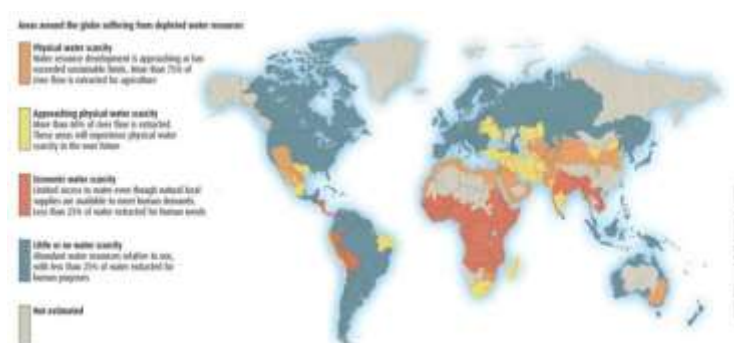 Areas around the globe suffering from depleted water resources
Physical water scarcity
Water resource development is approaching or has
exceeded sustainable limits. More than 75% of
river flow is extracted for agriculture
Approaching physical water scarcity
More than 60% of river flow is extracted.
These areas will experience physical water
scarcity in the near future
Economic water scarcity
Limited access to water even though natural local
supplies are available to meet human demands.
Less than 25% of water extracted for human needs
Little or no water scarcity
Abundant water resources relative to use,
with less than 25% of water extracted for
human purposes
Not estimated